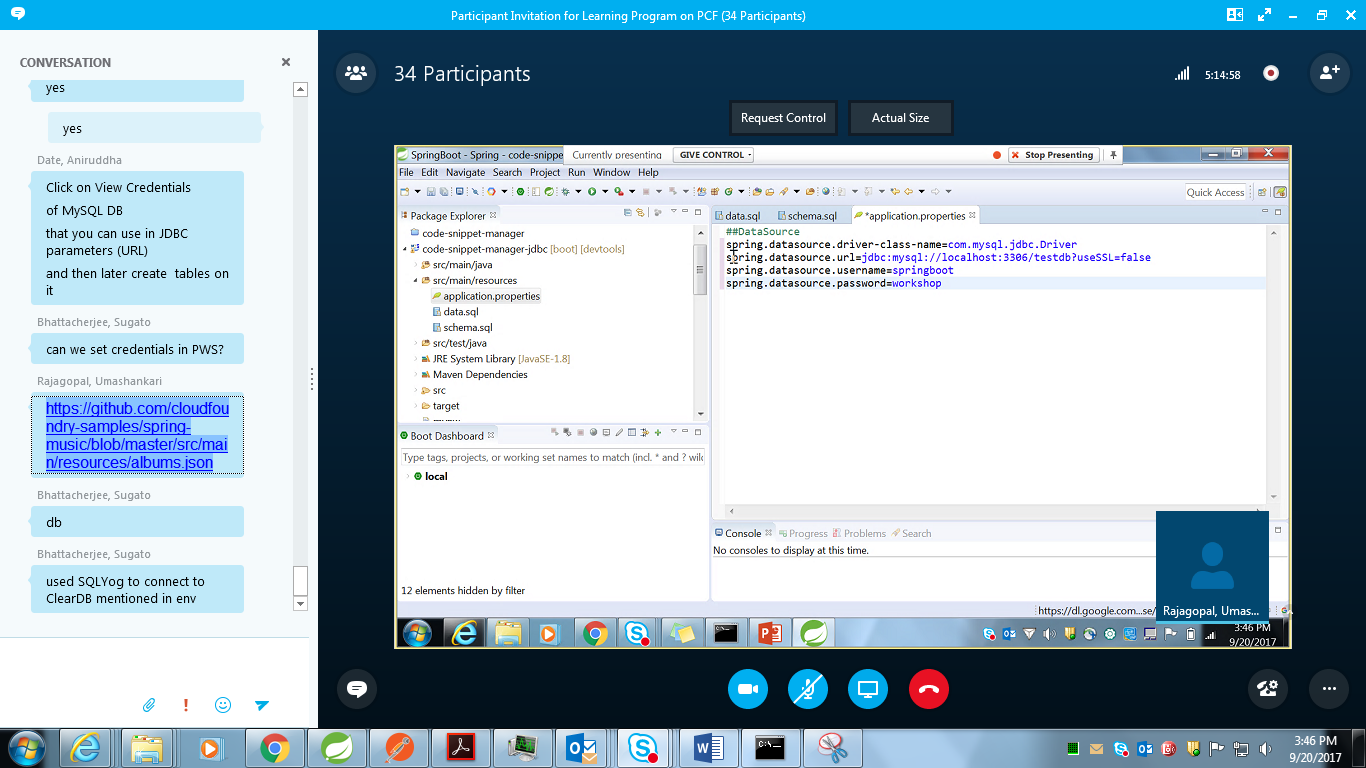 Participant Invitation for Learning Program on PCF (34 Participants)
CONVERSATION
yes
yes
Date, Aniruddha
Click on View Credentials
of MySQL DB
that you can use in JDBC
parameters (URL)
and then later create tables on
it
Bhattacherjee, Sugato
can we set credentials in PWS?
Rajagopal, Umashankari
https://github.com/cloudfou
ndry-samples/spring-
music/blob/master/src/mai
n/resources/albums.json
Bhattacherjee, Sugato
db
Bhattacherjee, Sugato
used SQLYog to connect to
ClearDB mentioned in env
34 Participants
5:14:58
Request Control
Actual Size
SpringBoot - Spring - code-snippe
Currently presenting
GIVE CONTROL
Stop Presenting
File Edit Navigate Search Project Run Window Help
Quick Access
Package Explorer
code-snippet-manager
code-snippet-manager-jdbc [boot] [devtools]
src/main/java
src/main/resources
application.properties
data.sql
schema.sql
src/test/java
JRE System Library [JavaSE-1.8]
Maven Dependencies
src
target
Boot Dashboard
Type tags, projects, or working set names to match (incl. * and ? wil
local
12 elements hidden by filter
data.sql
schema.sql
*application.properties
##DataSource
spring.datasource.driver-class-name=com.mysql.jdbc.Driver
spring.datasource.url=jdbc:mysql://localhost:3306/testdb?useSSL=false
spring.datasource.username=springboot
spring.datasource.password=workshop
Console
Progress
Problems
Search
No consoles to display at this time.
https://dl.google.com...se/
Rajagopal, Umas...
3:46 PM
9/20/2017
3:46 PM
9/20/2017